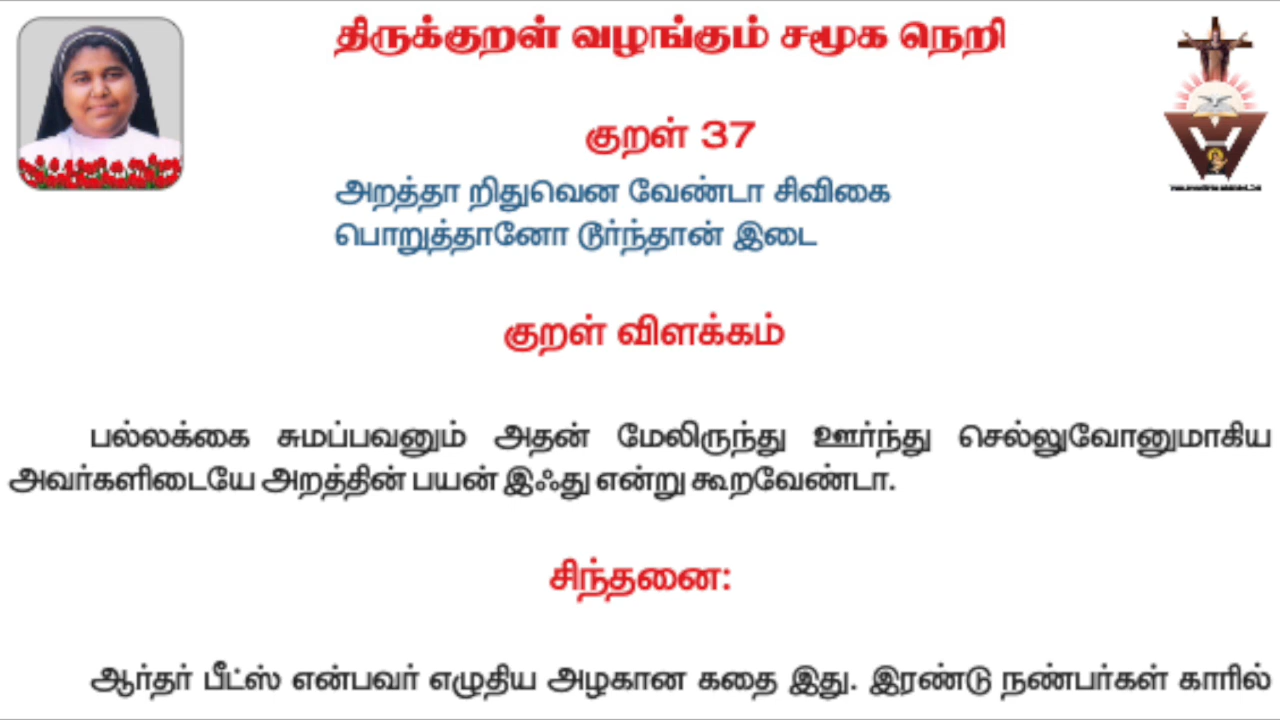 திருக்குறள் வழங்கும் சமூக நெறி
குறள் 37
அறத்தா றிதுவென வேண்டா சிவிகை
பொறுத்தானோ டூர்ந்தான் இடை
குறள் விளக்கம்
பல்லக்கை சுமப்பவனும் அதன் மேலிருந்து ஊர்ந்து செல்லுவோனுமாகிய
அவர்களிடையே அறத்தின் பயன் இஃது என்று கூறவேண்டா.
சிந்தனை:
ஆர்தர் பீட்ஸ் என்பவர் எழுதிய அழகான கதை இது. இரண்டு நண்பர்கள் காரில்